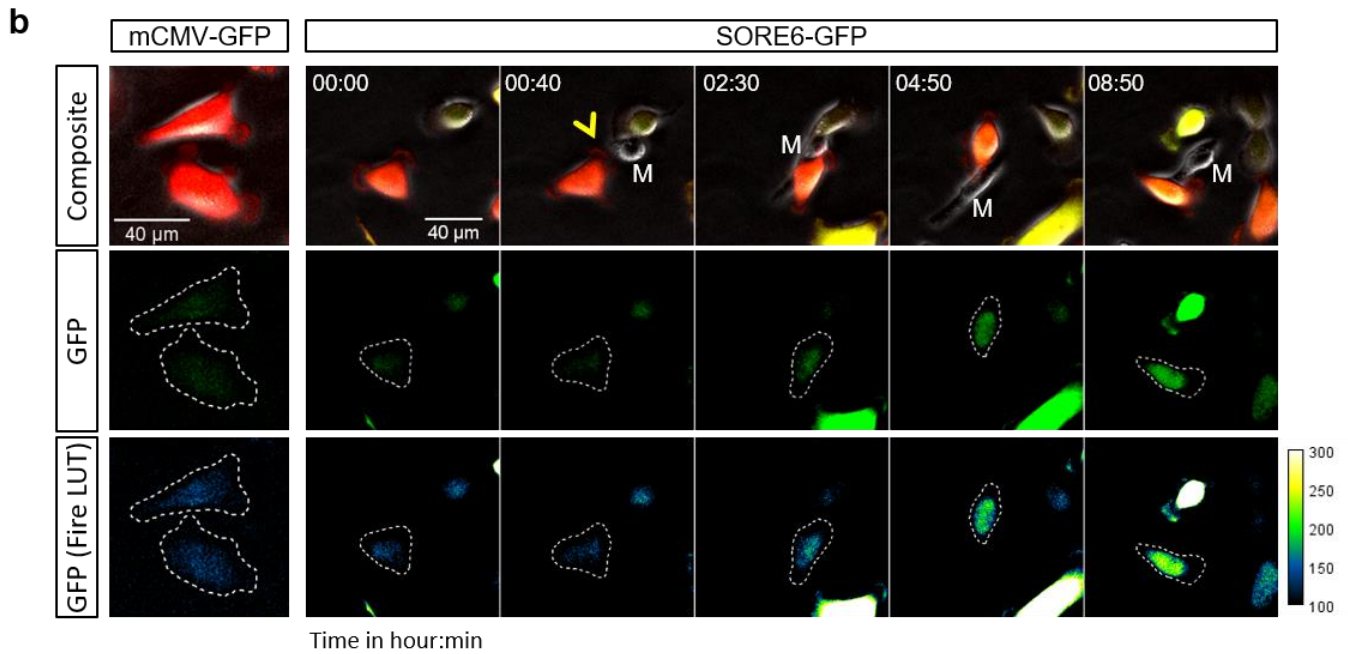 b
mCMV-GFP
SORE6-GFP
Composite
00:00
00:40
02:30
04:50
08:50
M
M
M
M
40 µm
40 µm
GFP
GFP (Fire LUT)
300
250
200
150
100
Time in hour:min